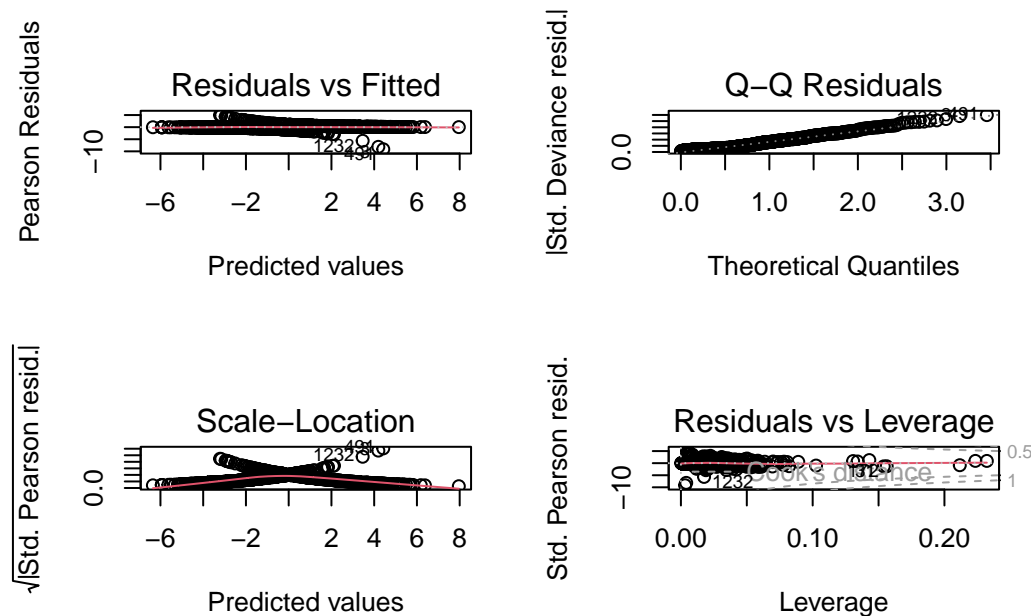 Residuals vs Fitted
Pearson Residuals
−10
1232
491
−6 −2 2 4 6 8
Predicted values
Q−Q Residuals
|Std. Deviance resid.|
0.0
0.0 1.0 2.0 3.0
Theoretical Quantiles
Scale−Location
√|Std. Pearson resid.|
0.0
1232
491
−6 −2 2 4 6 8
Predicted values
Residuals vs Leverage
Std. Pearson resid.
−10
Cook's distance
1232
0.5
1
0.00 0.10 0.20
Leverage